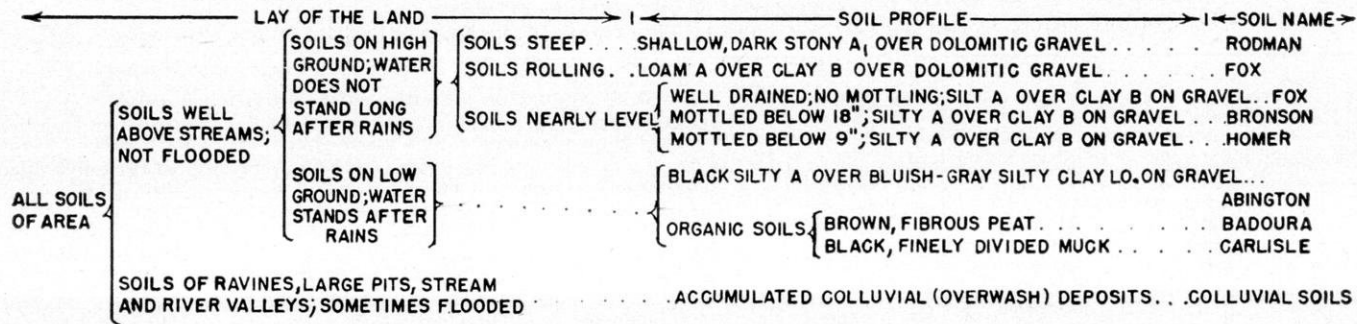 LAY OF THE LAND SOIL PROFILE SOIL NAME
SOILS ON HIGH GROUND; WATER DOES NOT STAND LONG AFTER RAINS
SOILS STEEP....SHALLOW, DARK STONY A₁ OVER DOLOMITIC GRAVEL...... RODMAN
SOILS ROLLING..LOAM A OVER CLAY B OVER DOLOMITIC GRAVEL...... FOX
SOILS WELL ABOVE STREAMS; NOT FLOODED
SOILS NEARLY LEVEL
WELL DRAINED; NO MOTTLING; SILT A OVER CLAY B ON GRAVEL..FOX
MOTTLED BELOW 18"; SILTY A OVER CLAY B ON GRAVEL...BRONSON
MOTTLED BELOW 9"; SILTY A OVER CLAY B ON GRAVEL...HOMER
ALL SOILS OF AREA
SOILS ON LOW GROUND; WATER STANDS AFTER RAINS
BLACK SILTY A OVER BLUISH-GRAY SILTY CLAY LO. ON GRAVEL...
ABINGTON
ORGANIC SOILS
BROWN, FIBROUS PEAT........ BADOURA
BLACK, FINELY DIVIDED MUCK..... CARLISLE
SOILS OF RAVINES, LARGE PITS, STREAM
AND RIVER VALLEYS; SOMETIMES FLOODED ........ACCUMULATED COLLUVIAL (OVERWASH) DEPOSITS...COLLUVIAL SOILS